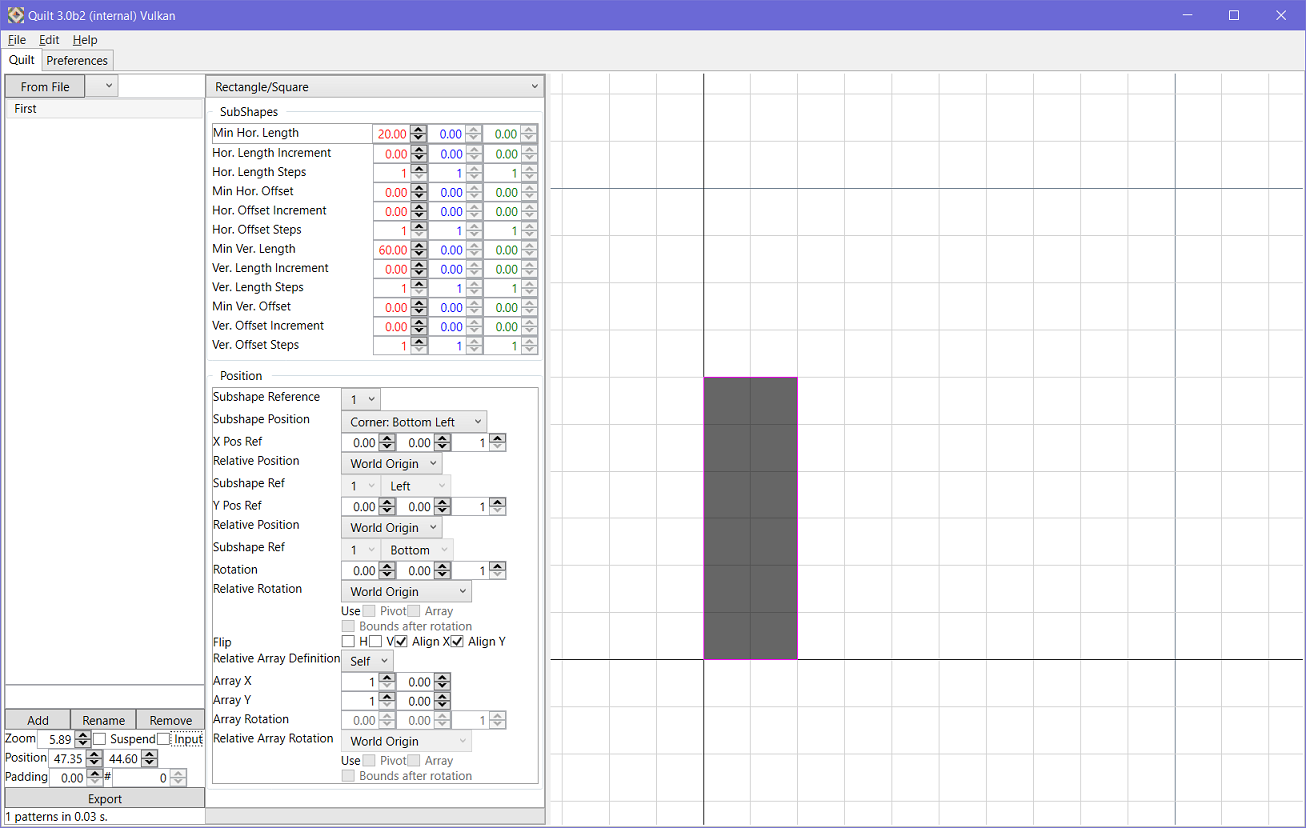 Quilt 3.0b2 (internal) Vulkan
File Edit Help
Quilt Preferences
From File
First
Rectangle/Square
SubShapes
Min Hor. Length 20.00 0.00 0.00
Hor. Length Increment 0.00 0.00 0.00
Hor. Length Steps 1 1 1
Min Hor. Offset 0.00 0.00 0.00
Hor. Offset Increment 0.00 0.00 0.00
Hor. Offset Steps 1 1 1
Min Ver. Length 60.00 0.00 0.00
Ver. Length Increment 0.00 0.00 0.00
Ver. Length Steps 1 1 1
Min Ver. Offset 0.00 0.00 0.00
Ver. Offset Increment 0.00 0.00 0.00
Ver. Offset Steps 1 1 1
Position
Subshape Reference 1
Subshape Position Corner: Bottom Left
X Pos Ref 0.00 0.00 1
Relative Position World Origin
Subshape Ref 1 Left
Y Pos Ref 0.00 0.00 1
Relative Position World Origin
Subshape Ref 1 Bottom
Rotation 0.00 0.00 1
Relative Rotation World Origin
Use Pivot Array
Bounds after rotation
Flip H V Align X Align Y
Relative Array Definition Self
Array X 1 0.00
Array Y 1 0.00
Array Rotation 0.00 0.00 1
Relative Array Rotation World Origin
Use Pivot Array
Bounds after rotation
Add Rename Remove
Zoom 5.89 Suspend Input
Position 47.35 44.60
Padding 0.00 # 0
Export
1 patterns in 0.03 s.